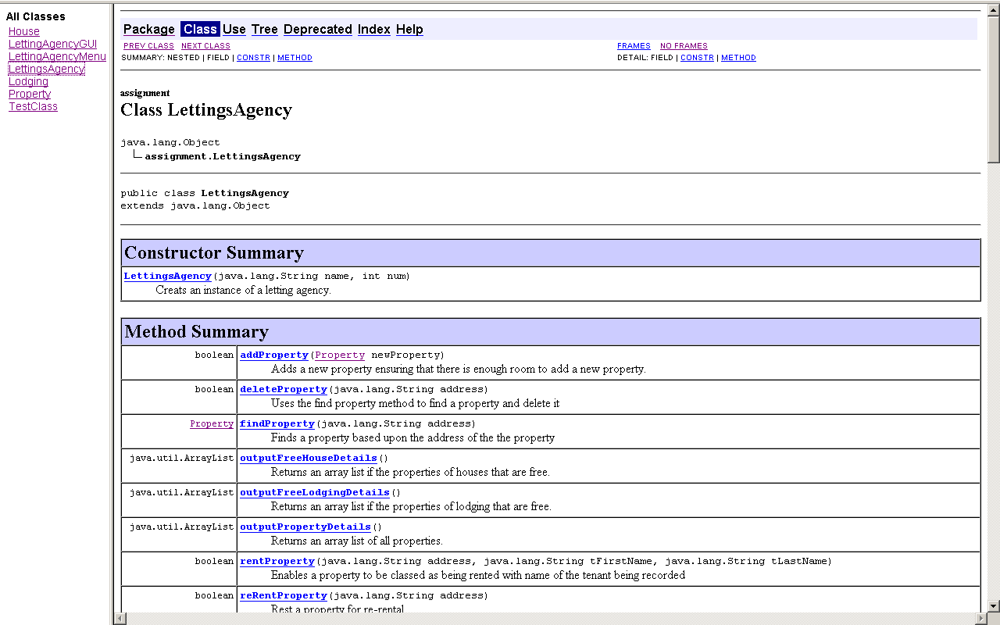 All Classes
House
LettingAgencyGUI
LettingAgencyMenu
LettingsAgency
Lodging
Property
TestClass
Package Class Use Tree Deprecated Index Help
PREV CLASS NEXT CLASS
FRAMES NO FRAMES
SUMMARY: NESTED | FIELD | CONSTR | METHOD
DETAIL: FIELD | CONSTR | METHOD
assignment
Class LettingsAgency
java.lang.Object
assignment.LettingsAgency
public class LettingsAgency
extends java.lang.Object
Constructor Summary
LettingsAgency(java.lang.String name, int num)
Creats an instance of a letting agency.
Method Summary
boolean addProperty(Property newProperty)
Adds a new property ensuring that there is enough room to add a new property.
boolean deleteProperty(java.lang.String address)
Uses the find property method to find a property and delete it
Property findProperty(java.lang.String address)
Finds a property based upon the address of the the property
java.util.ArrayList outputFreeHouseDetails()
Returns an array list if the properties of houses that are free.
java.util.ArrayList outputFreeLodgingDetails()
Returns an array list if the properties of lodging that are free.
java.util.ArrayList outputPropertyDetails()
Returns an array list of all properties.
boolean rentProperty(java.lang.String address, java.lang.String tFirstName, java.lang.String tLastName)
Enables a property to be classed as being rented with name of the tenant being recorded
boolean reRentProperty(java.lang.String address)
Rest a property for re-rental